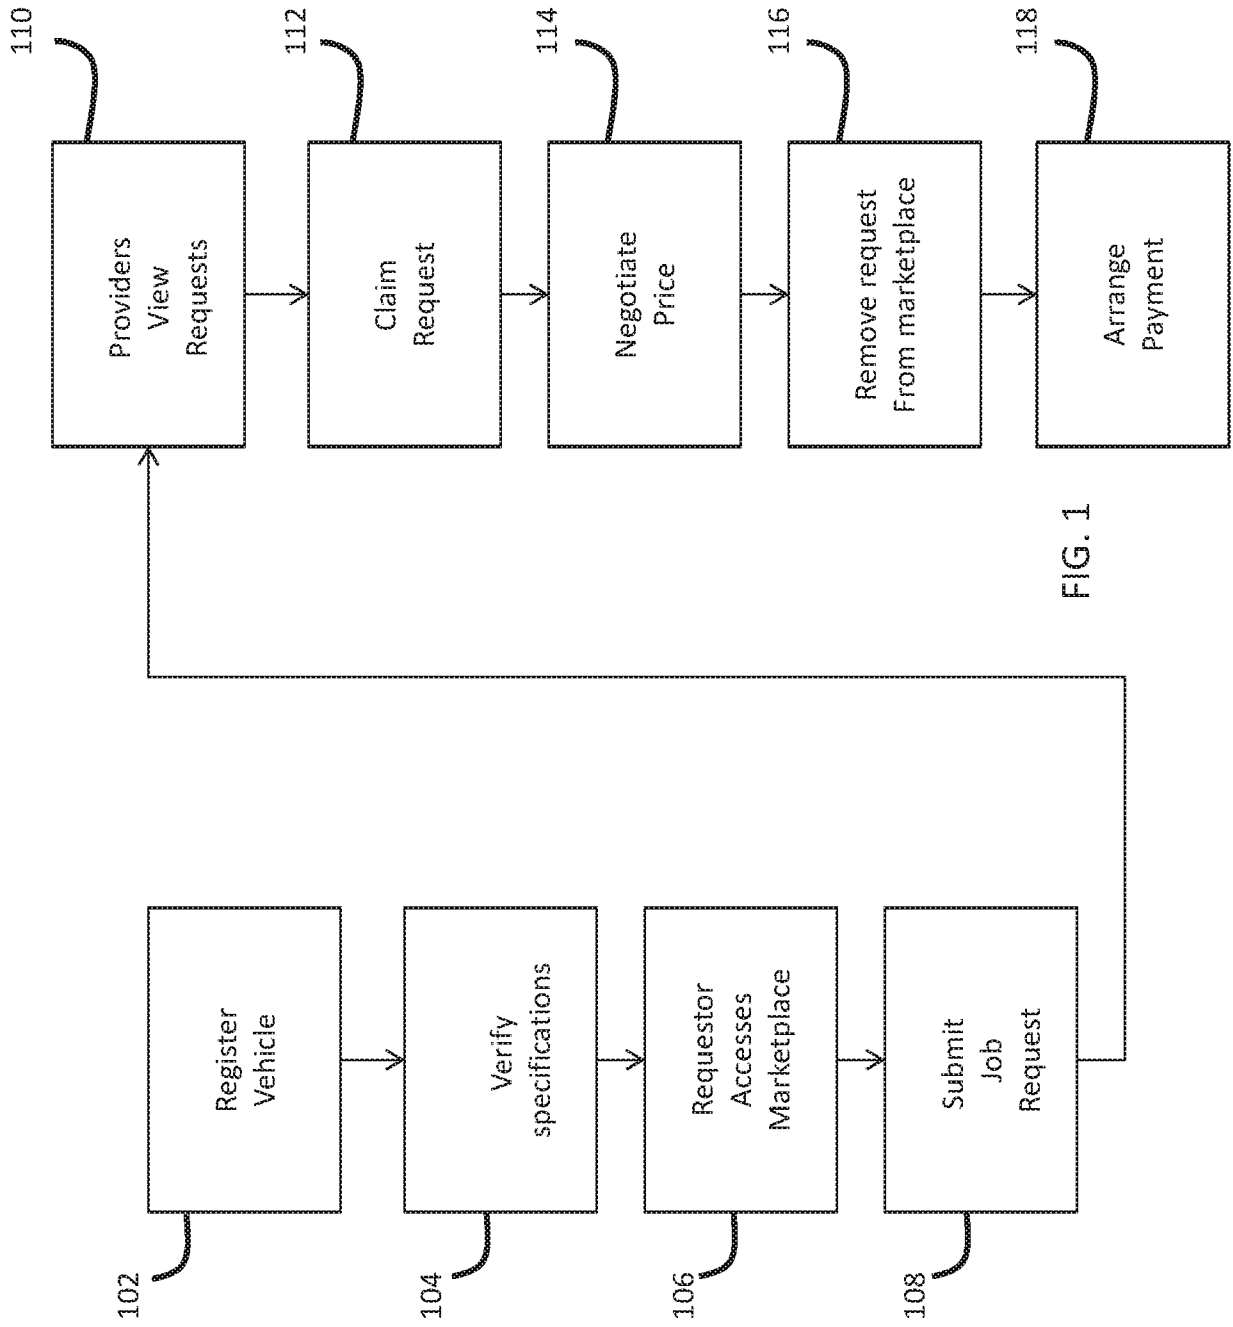 102
Register
Vehicle
104
Verify
specifications
106
Requestor
Accesses
Marketplace
108
Submit
Job
Request
110
Providers
View
Requests
112
Claim
Request
114
Negotiate
Price
116
Remove request
From marketplace
118
Arrange
Payment
FIG. 1